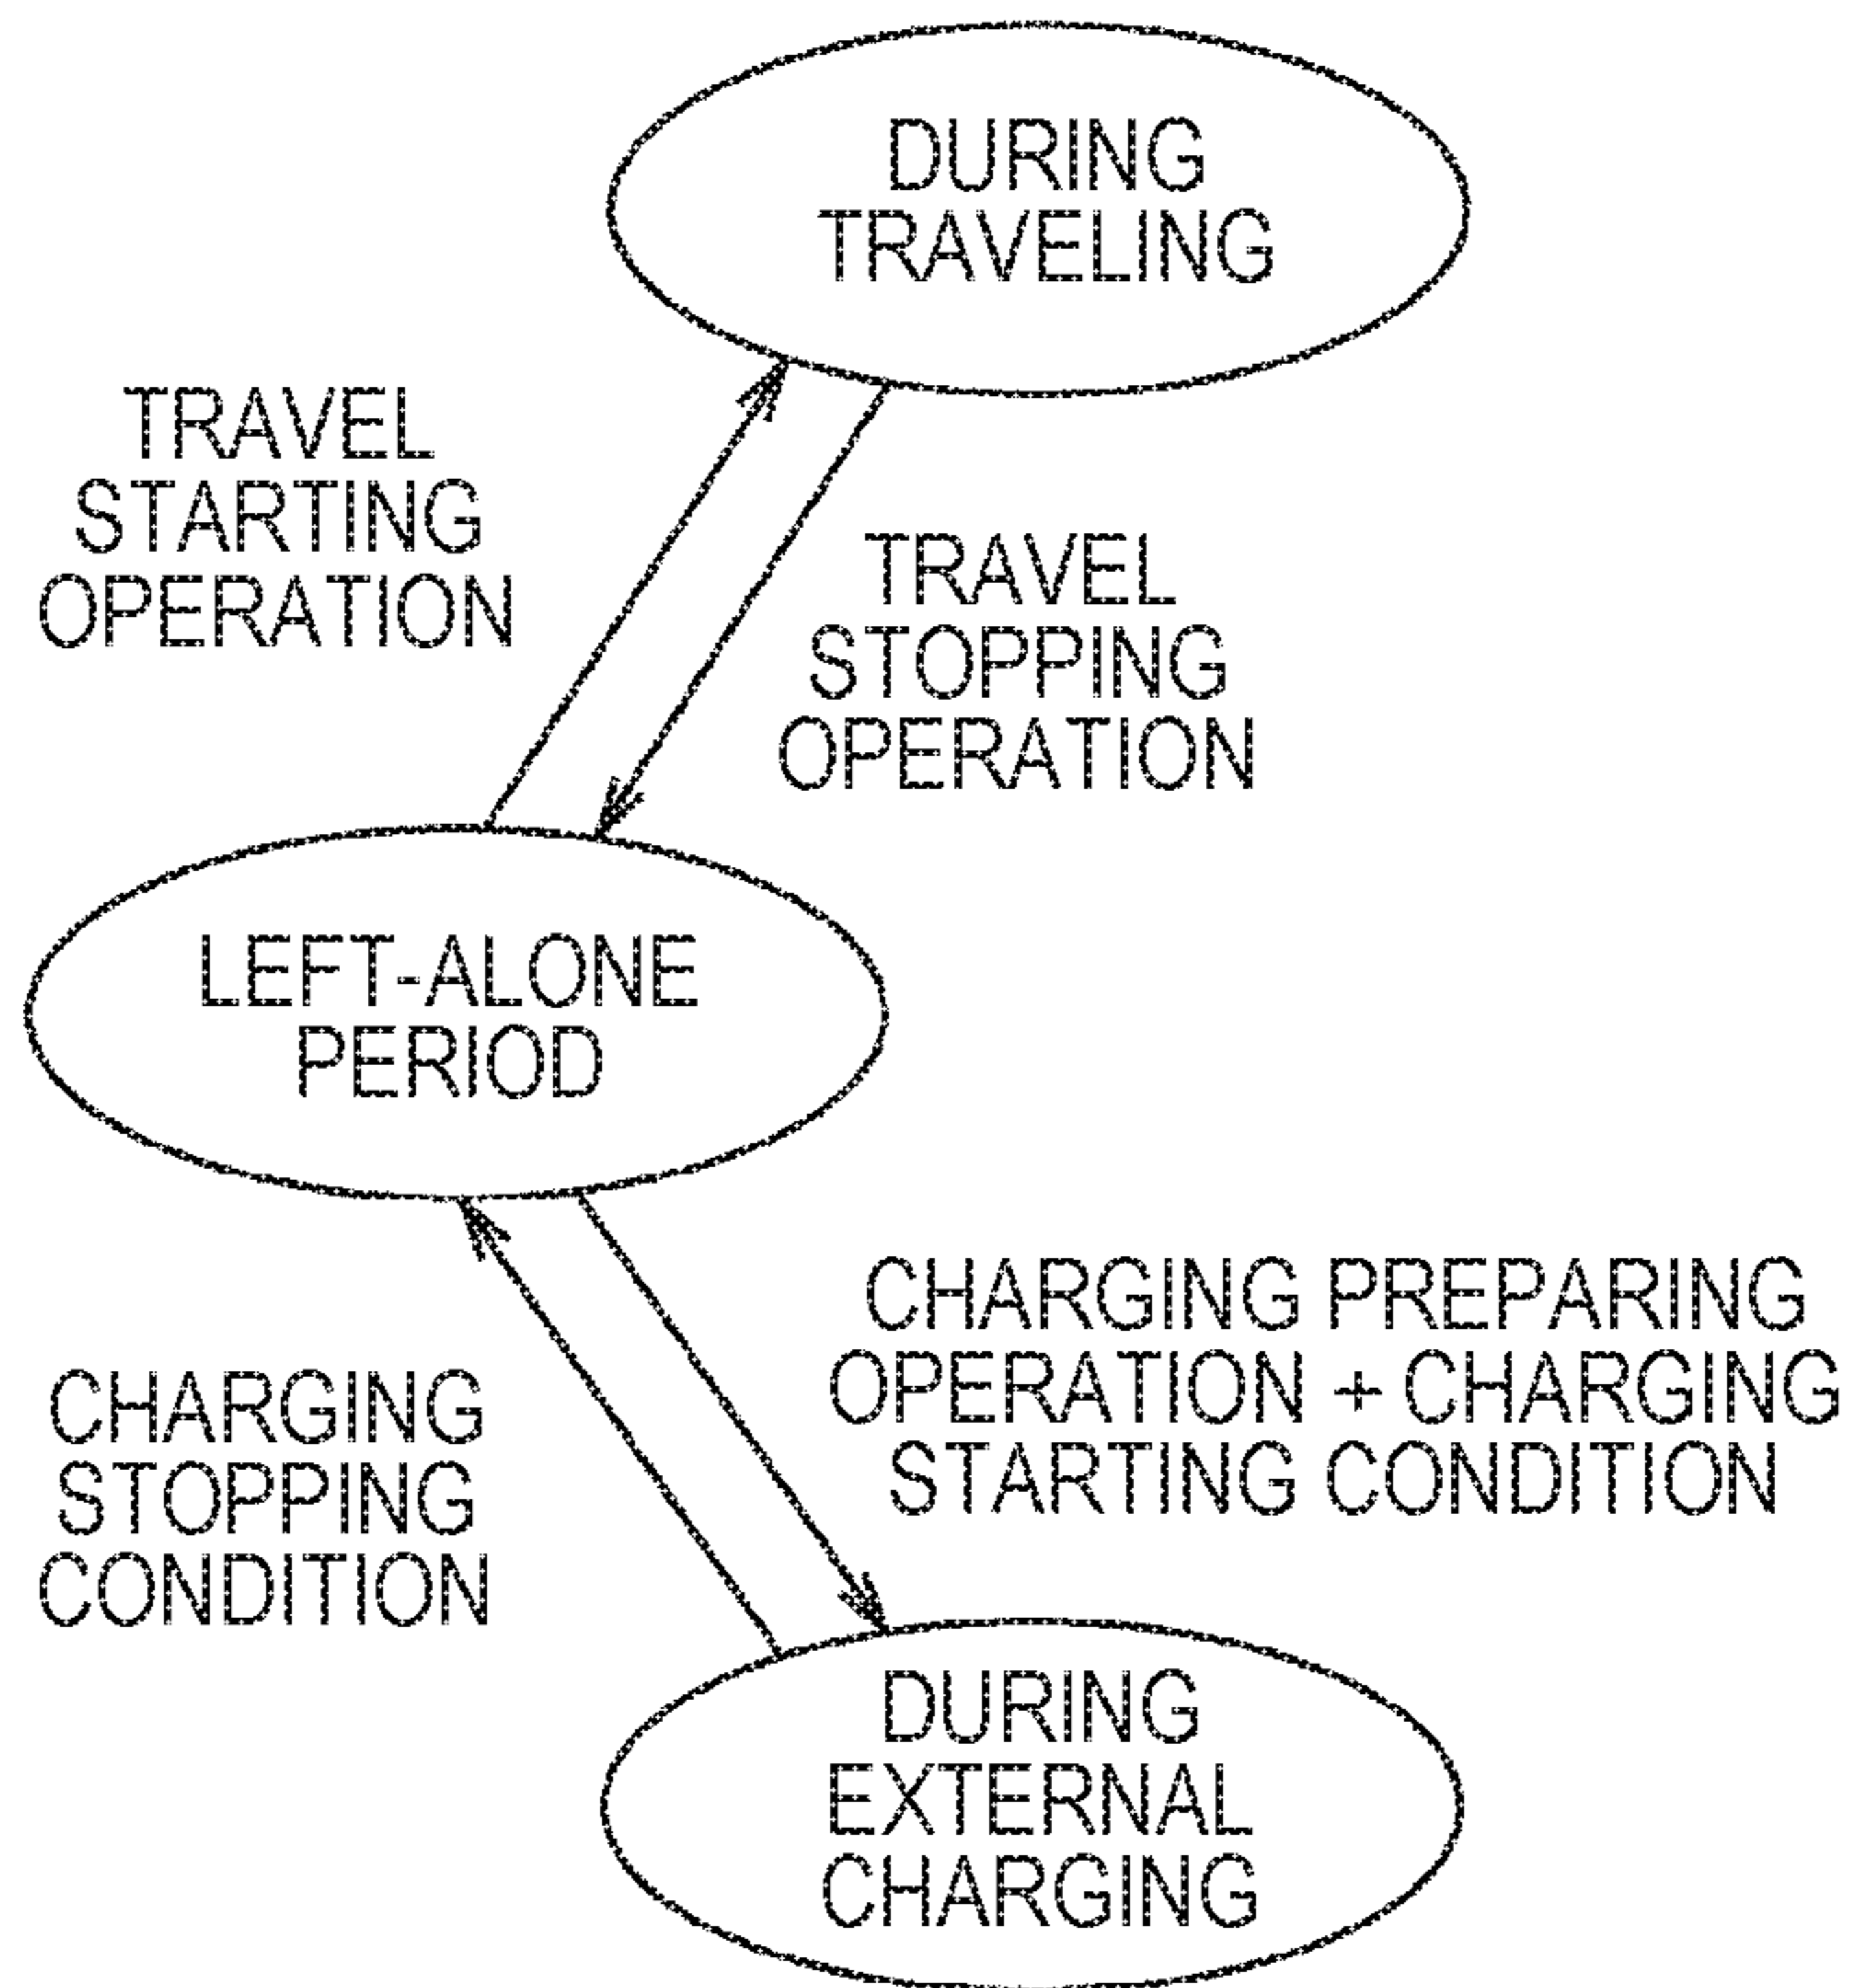 DURING
TRAVELING
TRAVEL
STARTING
OPERATION
TRAVEL
STOPPING
OPERATION
LEFT-ALONE
PERIOD
CHARGING PREPARING
OPERATION + CHARGING
STARTING CONDITION
CHARGING
STOPPING
CONDITION
DURING
EXTERNAL
CHARGING